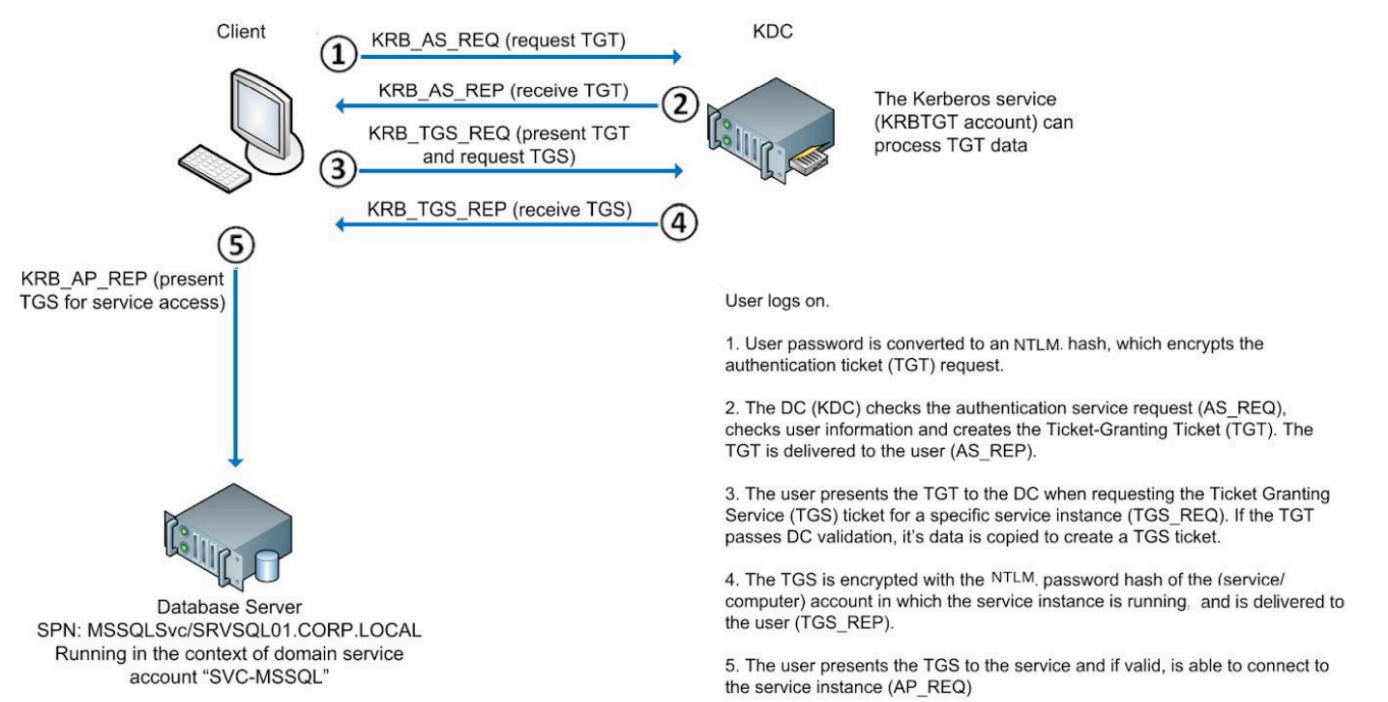 Client
KDC
1
KRB_AS_REQ (request TGT)
KRB_AS_REP (receive TGT)
2
The Kerberos service
(KRBTGT account) can
process TGT data
KRB_TGS_REQ (present TGT
and request TGS)
3
KRB_TGS_REP (receive TGS)
4
5
KRB_AP_REP (present
TGS for service access)
User logs on.
1. User password is converted to an NTLM. hash, which encrypts the
authentication ticket (TGT) request.
2. The DC (KDC) checks the authentication service request (AS_REQ),
checks user information and creates the Ticket-Granting Ticket (TGT). The
TGT is delivered to the user (AS_REP).
3. The user presents the TGT to the DC when requesting the Ticket Granting
Service (TGS) ticket for a specific service instance (TGS_REQ). If the TGT
passes DC validation, it's data is copied to create a TGS ticket.
4. The TGS is encrypted with the NTLM. password hash of the (service/
computer) account in which the service instance is running, and is delivered to
the user (TGS_REP).
5. The user presents the TGS to the service and if valid, is able to connect to
the service instance (AP_REQ)
Database Server
SPN: MSSQLSvc/SRVSQL01.CORP.LOCAL
Running in the context of domain service
account “SVC-MSSQL”